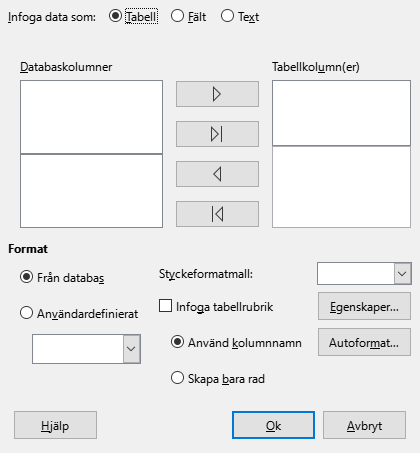 Infoga data som: Tabell Fält Text
Databaskolumner Tabellkolumn(er)
Format
Från databas Styckeformatmall:
Användardefinierat Infoga tabellrubrik Egenskaper...
Använd kolumnnamn Autoformat...
Skapa bara rad
Hjälp Ok Avbryt